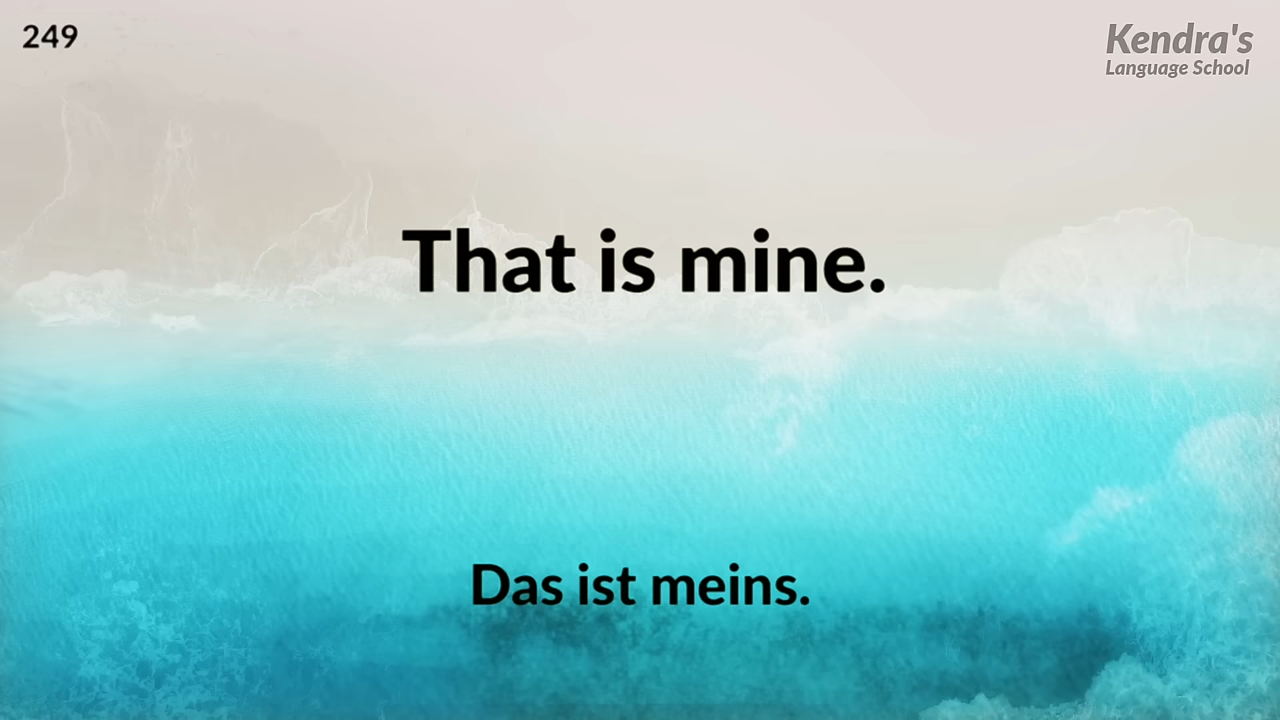 249
Kendra's
Language School
That is mine.
Das ist meins.